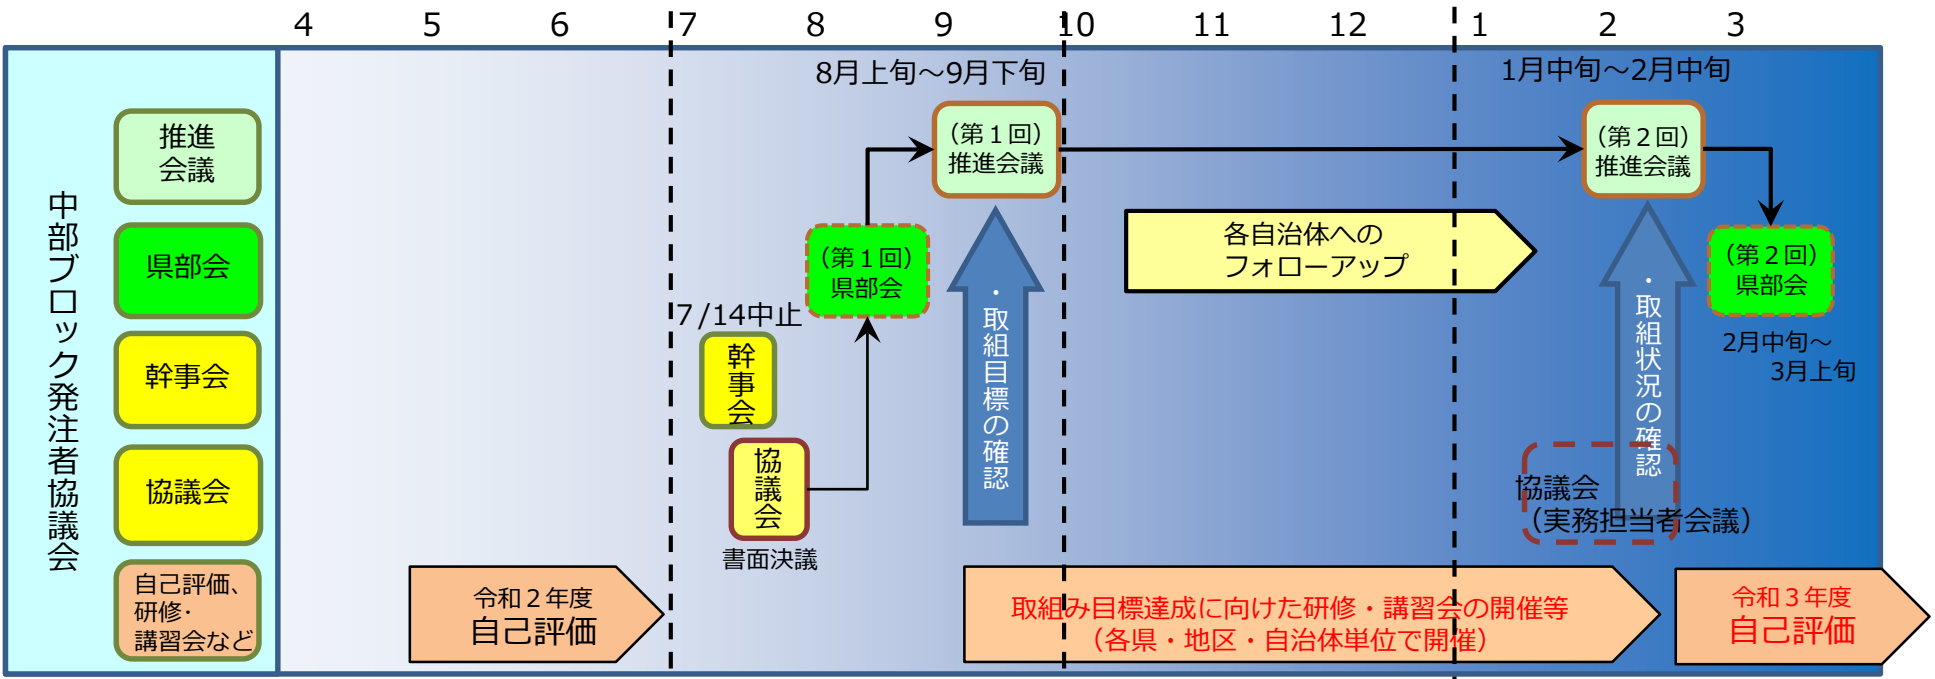 4 5 6 7 8 9 10 11 12 1 2 3
中部ブロック発注者協議会
推進
会議
県部会
幹事会
協議会
自己評価、
研修・
講習会など
8月上旬～9月下旬
1月中旬～2月中旬
（第１回）
推進会議
（第２回）
推進会議
（第１回）
県部会
各自治体への
フォローアップ
（第２回）
県部会
2月中旬～
3月上旬
７/14中止
幹事会
協議会
書面決議
・取組目標の確認
・取組状況の確認
協議会
（実務担当者会議）
令和２年度
自己評価
取組み目標達成に向けた研修・講習会の開催等
（各県・地区・自治体単位で開催）
令和３年度
自己評価